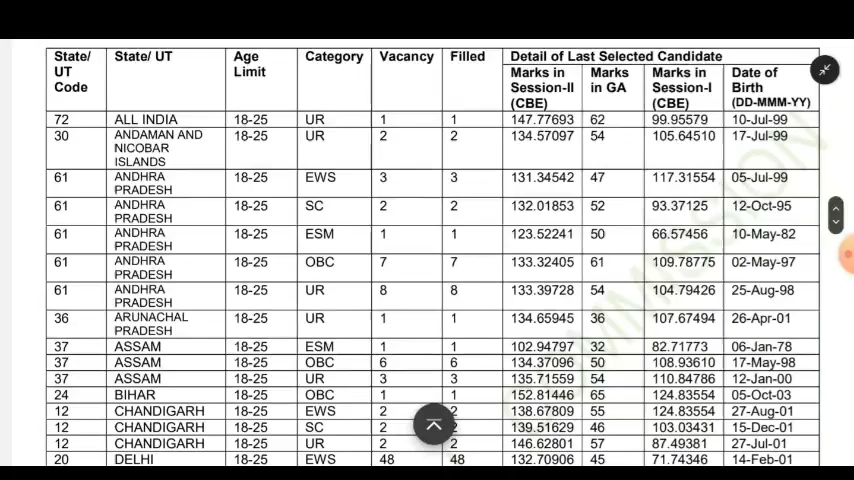 State/ UT Code | State/ UT | Age Limit | Category | Vacancy | Filled | Detail of Last Selected Candidate
Marks in Session-II (CBE) | Marks in GA | Marks in Session-I (CBE) | Date of Birth (DD-MMM-YY)
72 | ALL INDIA | 18-25 | UR | 1 | 1 | 147.77693 | 62 | 99.95579 | 10-Jul-99
30 | ANDAMAN AND NICOBAR ISLANDS | 18-25 | UR | 2 | 2 | 134.57097 | 54 | 105.64510 | 17-Jul-99
61 | ANDHRA PRADESH | 18-25 | EWS | 3 | 3 | 131.34542 | 47 | 117.31554 | 05-Jul-99
61 | ANDHRA PRADESH | 18-25 | SC | 2 | 2 | 132.01853 | 52 | 93.37125 | 12-Oct-95
61 | ANDHRA PRADESH | 18-25 | ESM | 1 | 1 | 123.52241 | 50 | 66.57456 | 10-May-82
61 | ANDHRA PRADESH | 18-25 | OBC | 7 | 7 | 133.32405 | 61 | 109.78775 | 02-May-97
61 | ANDHRA PRADESH | 18-25 | UR | 8 | 8 | 133.39728 | 54 | 104.79426 | 25-Aug-98
36 | ARUNACHAL PRADESH | 18-25 | UR | 1 | 1 | 134.65945 | 36 | 107.67494 | 26-Apr-01
37 | ASSAM | 18-25 | ESM | 1 | 1 | 102.94797 | 32 | 82.71773 | 06-Jan-78
37 | ASSAM | 18-25 | OBC | 6 | 6 | 134.37096 | 50 | 108.93610 | 17-May-98
37 | ASSAM | 18-25 | UR | 3 | 3 | 135.71559 | 54 | 110.84786 | 12-Jan-00
24 | BIHAR | 18-25 | OBC | 1 | 1 | 152.81446 | 65 | 124.83554 | 05-Oct-03
12 | CHANDIGARH | 18-25 | EWS | 2 | 2 | 138.67809 | 55 | 124.83554 | 27-Aug-01
12 | CHANDIGARH | 18-25 | SC | 2 | 2 | 139.51629 | 46 | 103.03431 | 15-Dec-01
12 | CHANDIGARH | 18-25 | UR | 2 | 2 | 146.62801 | 57 | 87.49381 | 27-Jul-01
20 | DELHI | 18-25 | EWS | 48 | 48 | 132.70906 | 45 | 71.74346 | 14-Feb-01
COMMISSION